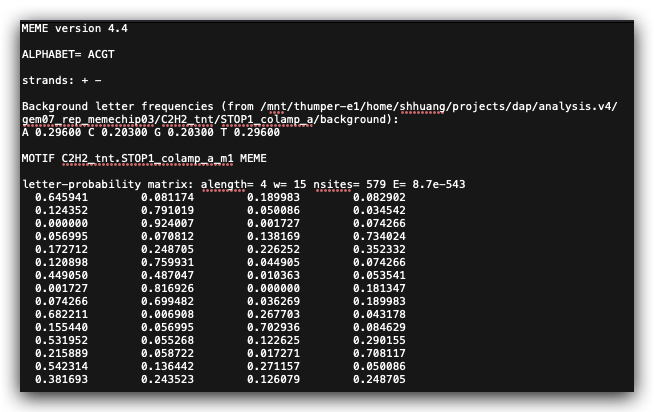 MEME version 4.4
ALPHABET= ACGT
strands: + -
Background letter frequencies (from /mnt/thumper-e1/home/shhuang/projects/dap/analysis.v4/
gem07_rep_memechip03/C2H2_tnt/STOP1_colamp_a/background):
A 0.29600 C 0.20300 G 0.20300 T 0.29600
MOTIF C2H2_tnt.STOP1_colamp_a_m1 MEME
letter-probability matrix: alength= 4 w= 15 nsites= 579 E= 8.7e-543
0.645941 0.081174 0.189983 0.082902
0.124352 0.791019 0.050086 0.034542
0.000000 0.924007 0.001727 0.074266
0.056995 0.070812 0.138169 0.734024
0.172712 0.248705 0.226252 0.352332
0.120898 0.759931 0.044905 0.074266
0.449050 0.487047 0.010363 0.053541
0.001727 0.816926 0.000000 0.181347
0.074266 0.699482 0.036269 0.189983
0.682211 0.006908 0.267703 0.043178
0.155440 0.056995 0.702936 0.084629
0.531952 0.055268 0.122625 0.290155
0.215889 0.058722 0.017271 0.708117
0.542314 0.136442 0.271157 0.050086
0.381693 0.243523 0.126079 0.248705